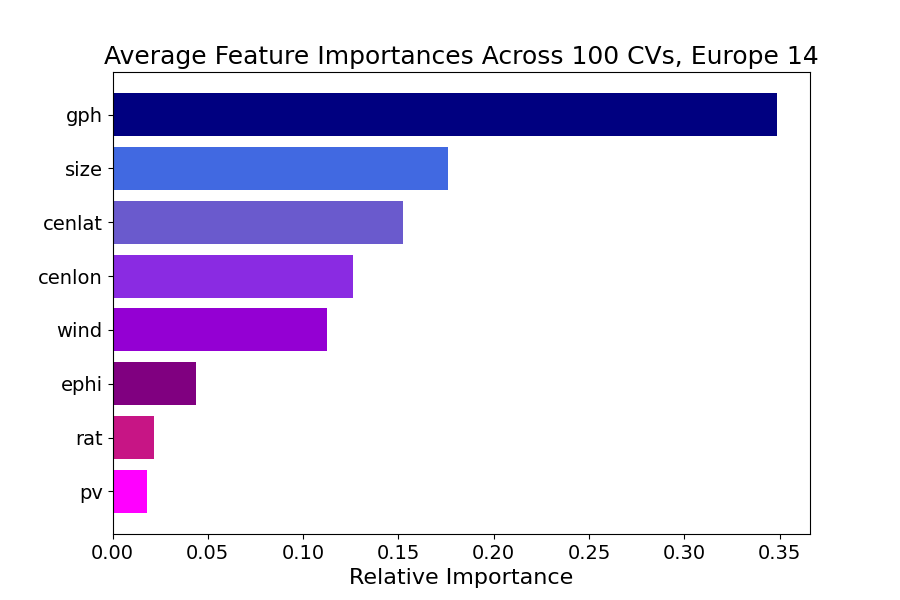 Average Feature Importances Across 100 CVs, Europe 14
gph
size
cenlat
cenlon
wind
ephi
rat
pv
0.00 0.05 0.10 0.15 0.20 0.25 0.30 0.35
Relative Importance